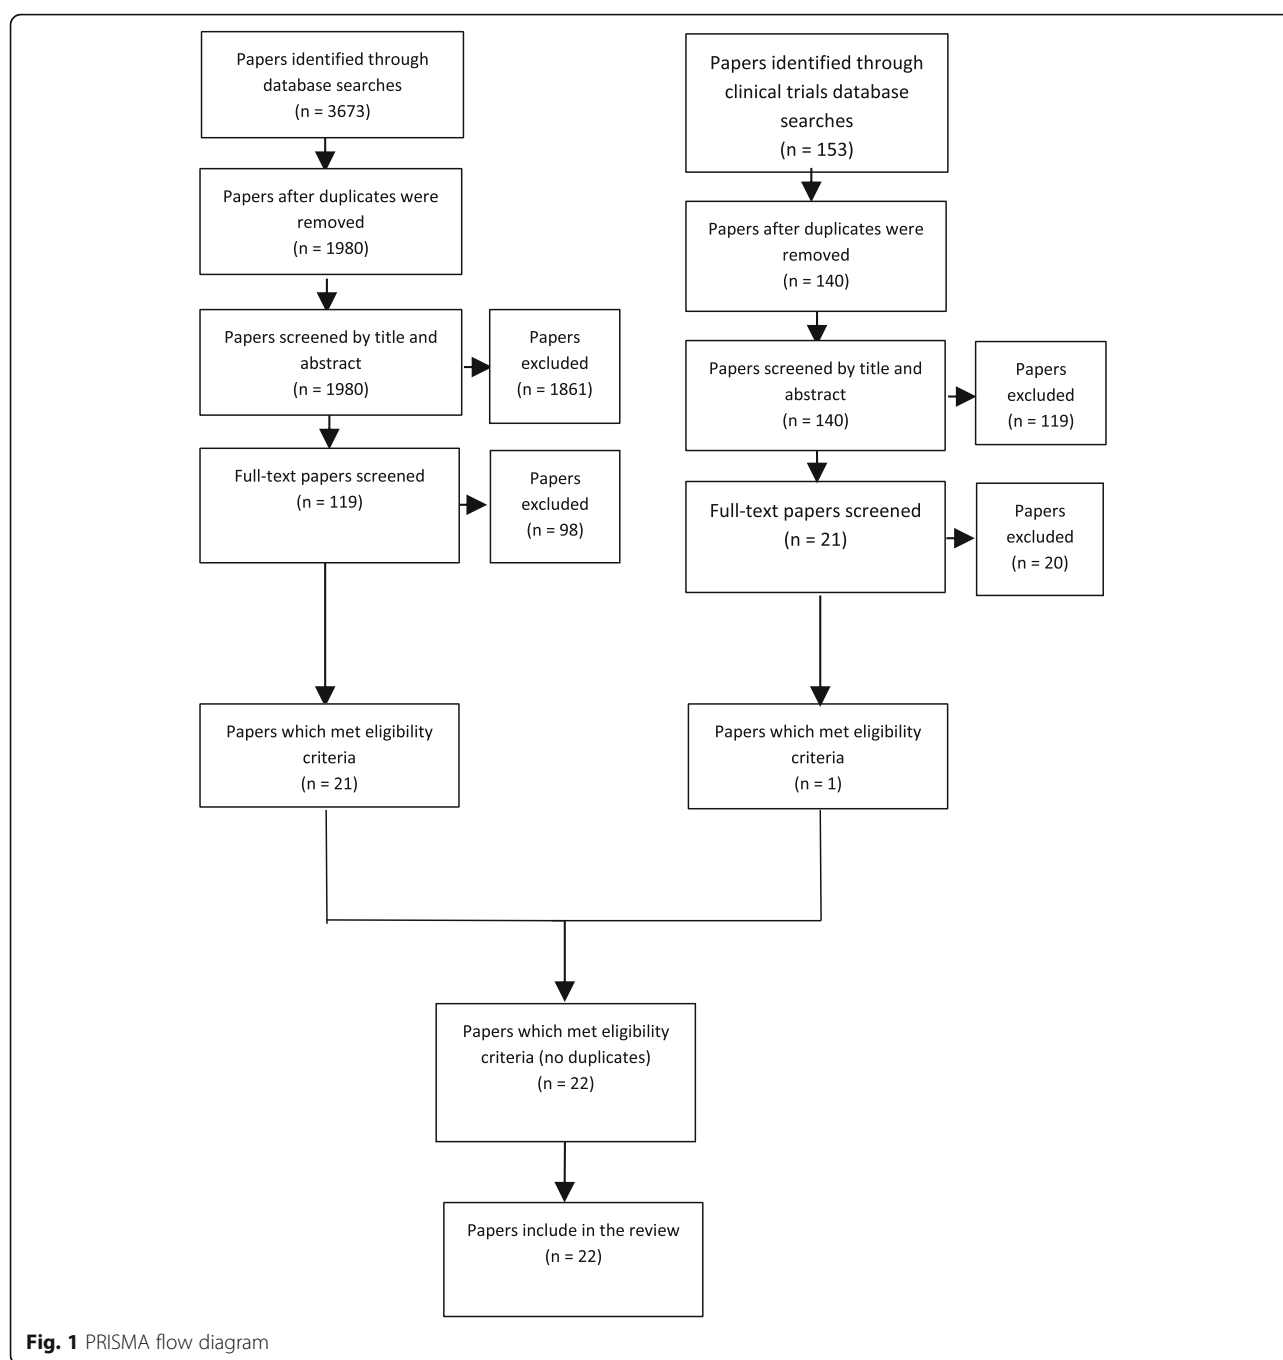 Papers identified through
database searches
(n = 3673)
Papers after duplicates were
removed
(n = 1980)
Papers screened by title and
abstract
(n = 1980)
Papers
excluded
(n = 1861)
Full-text papers screened
(n = 119)
Papers
excluded
(n = 98)
Papers which met eligibility
criteria
(n = 21)
Papers identified through
clinical trials database
searches
(n = 153)
Papers after duplicates were
removed
(n = 140)
Papers screened by title and
abstract
(n = 140)
Papers
excluded
(n = 119)
Full-text papers screened
(n = 21)
Papers
excluded
(n = 20)
Papers which met eligibility
criteria
(n = 1)
Papers which met eligibility
criteria (no duplicates)
(n = 22)
Papers include in the review
(n = 22)
Fig. 1 PRISMA flow diagram